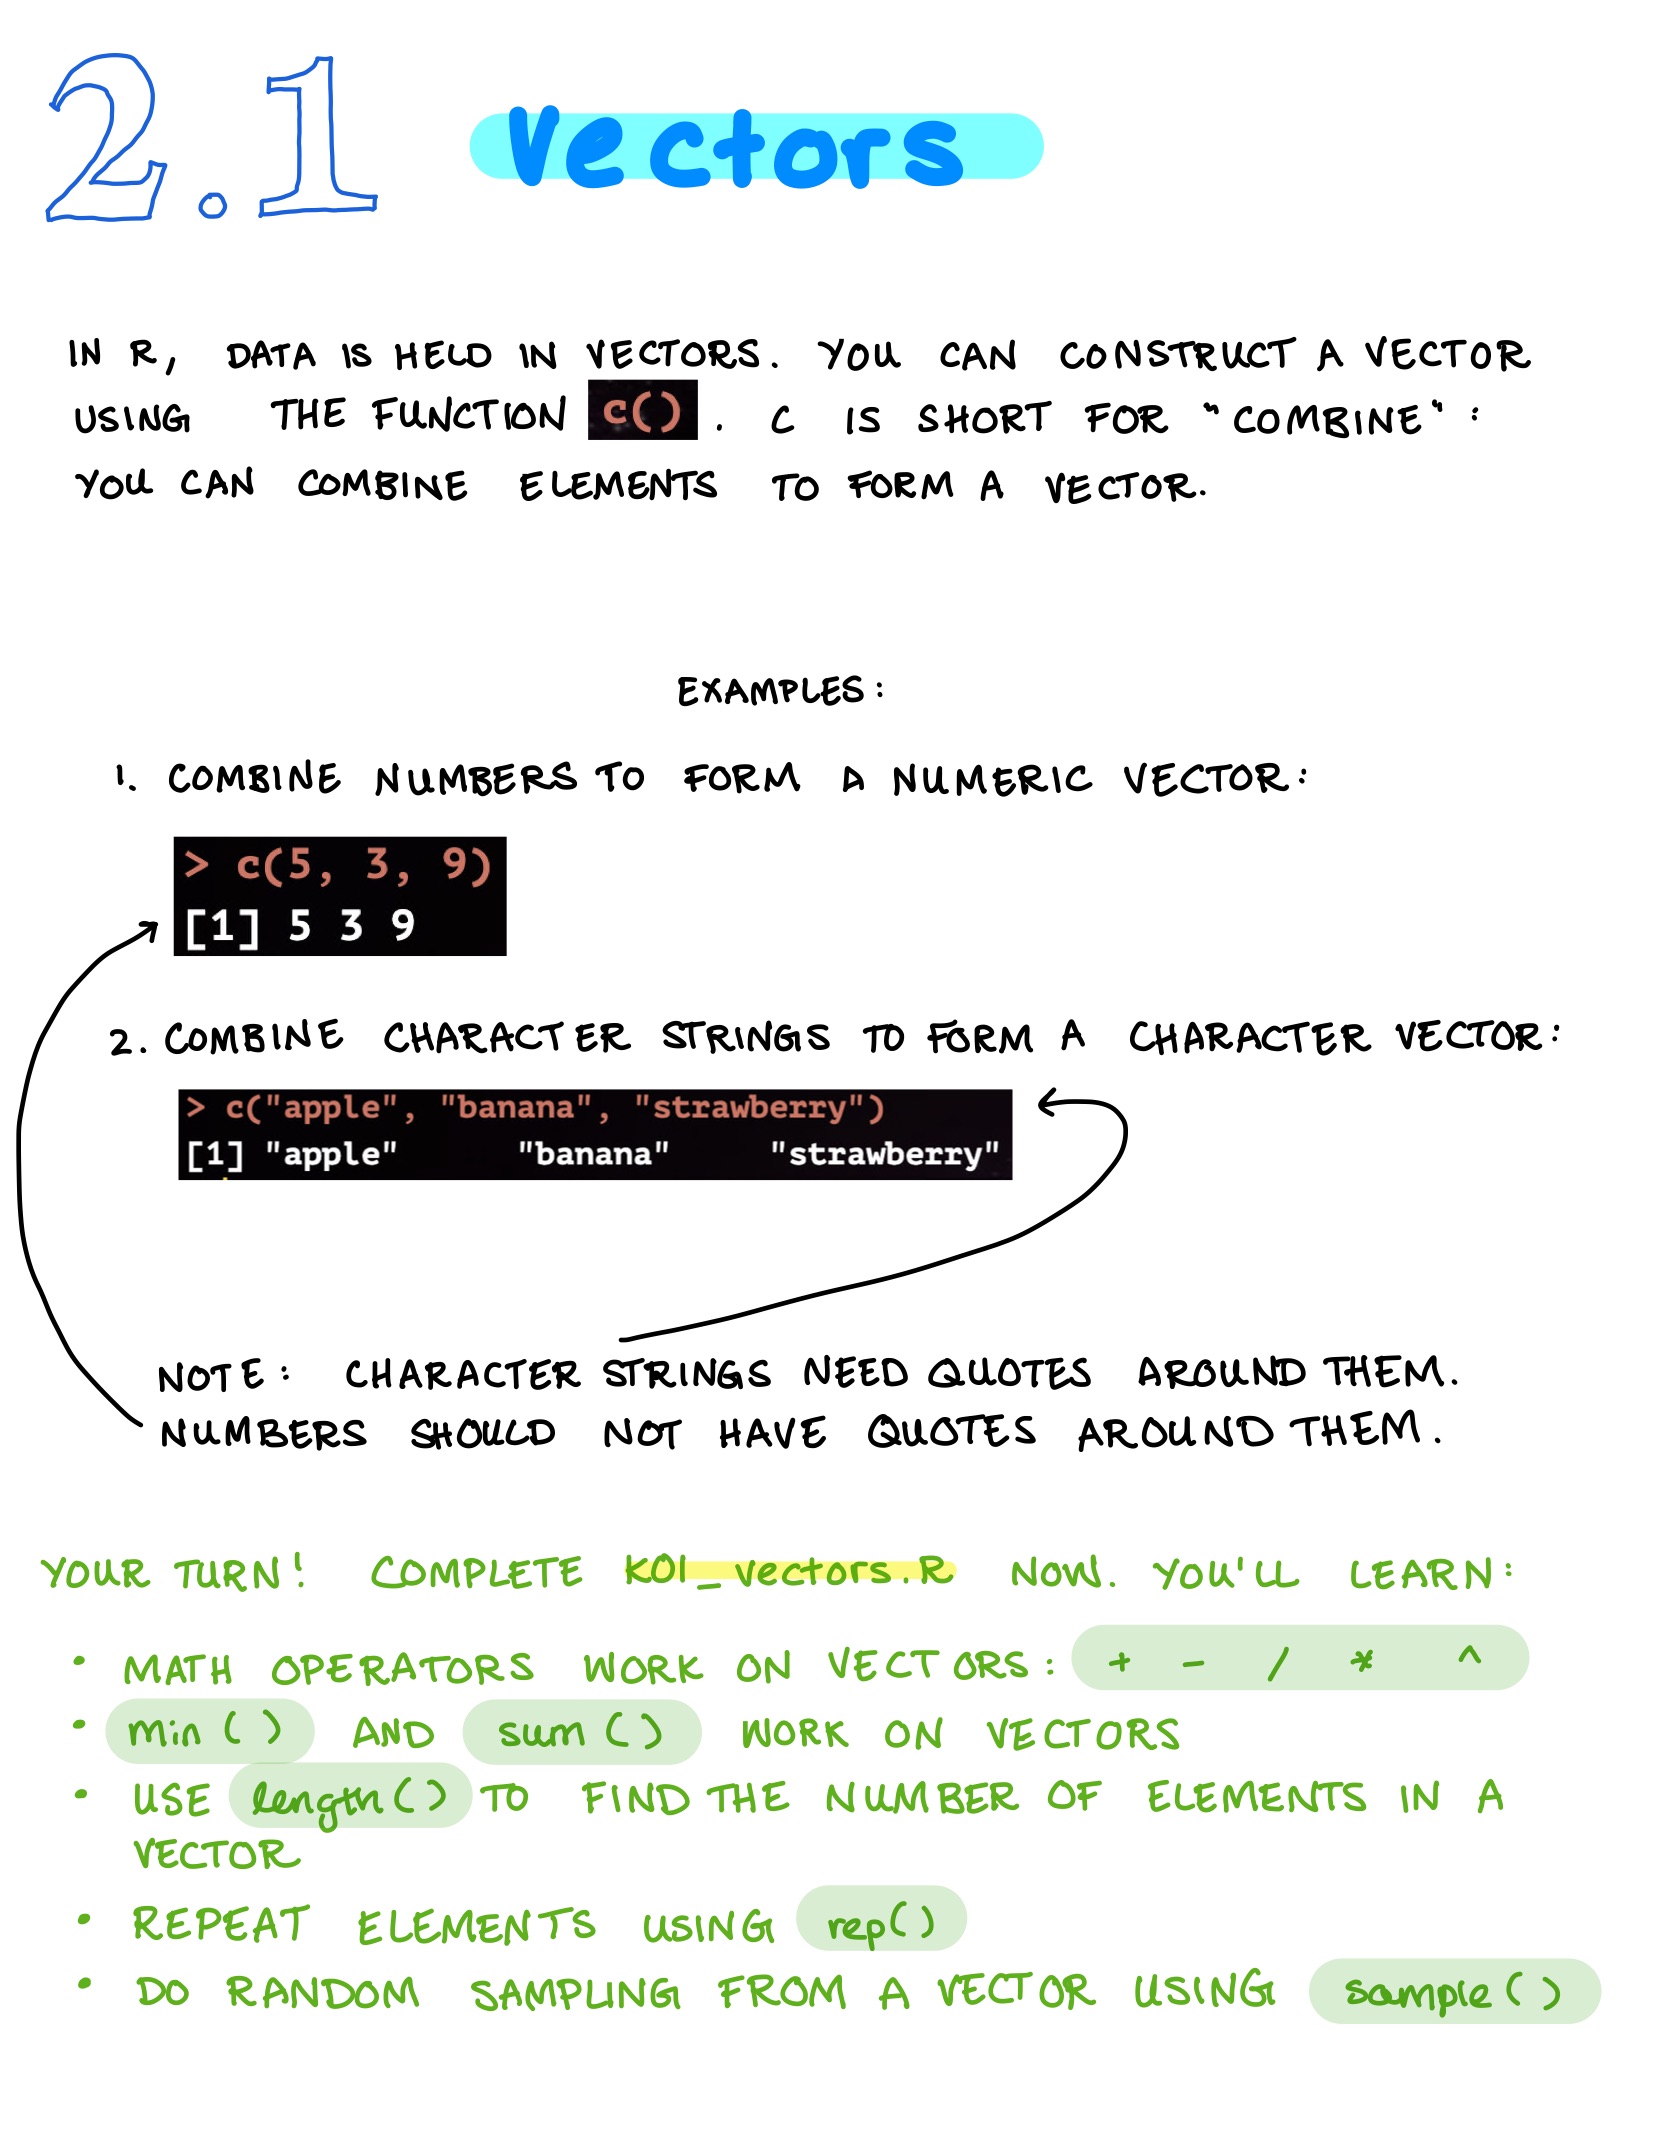 2.1 Vectors
IN R, DATA IS HELD IN VECTORS. YOU CAN CONSTRUCT A VECTOR
USING THE FUNCTION c(). C IS SHORT FOR "COMBINE":
YOU CAN COMBINE ELEMENTS TO FORM A VECTOR.
EXAMPLES:
1. COMBINE NUMBERS TO FORM A NUMERIC VECTOR:
> c(5, 3, 9)
[1] 5 3 9
2. COMBINE CHARACTER STRINGS TO FORM A CHARACTER VECTOR:
> c("apple", "banana", "strawberry")
[1] "apple" "banana" "strawberry"
NOTE: CHARACTER STRINGS NEED QUOTES AROUND THEM.
NUMBERS SHOULD NOT HAVE QUOTES AROUND THEM.
YOUR TURN! COMPLETE K01_vectors.R NOW. YOU'LL LEARN:
• MATH OPERATORS WORK ON VECTORS: + - / * ^
• min() AND sum() WORK ON VECTORS
• USE length() TO FIND THE NUMBER OF ELEMENTS IN A
VECTOR
• REPEAT ELEMENTS USING rep()
• DO RANDOM SAMPLING FROM A VECTOR USING sample()